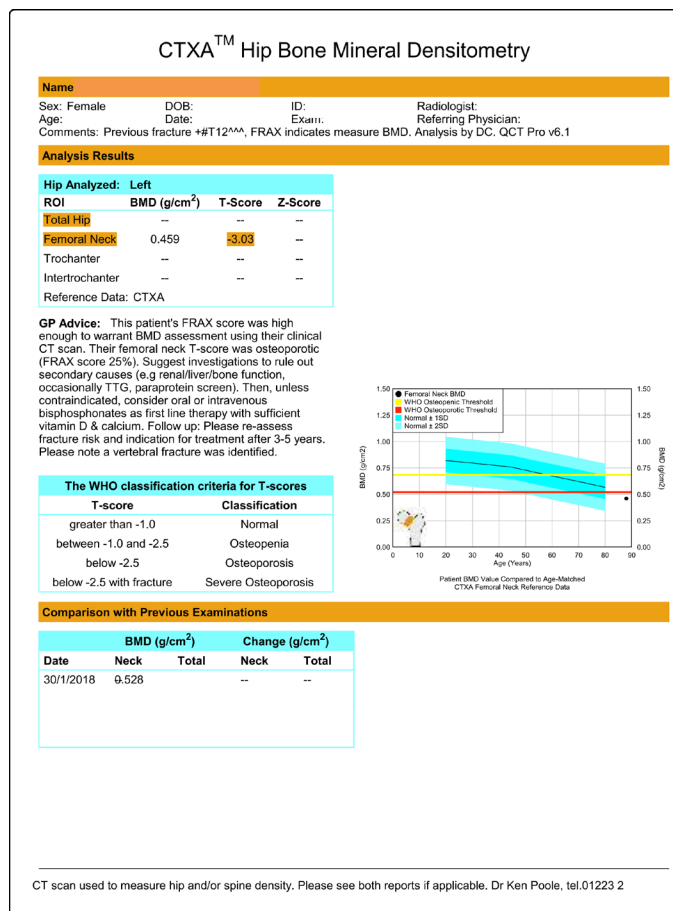 CTXA™ Hip Bone Mineral Densitometry
Name
Sex: Female DOB: ID: Radiologist:
Age: Date: Exam: Referring Physician:
Comments: Previous fracture +#T12^^^, FRAX indicates measure BMD. Analysis by DC. QCT Pro v6.1
Analysis Results
Hip Analyzed: Left
ROI BMD (g/cm²) T-Score Z-Score
Total Hip -- -- --
Femoral Neck 0.459 -3.03 --
Trochanter -- -- --
Intertrochanter -- -- --
Reference Data: CTXA
GP Advice: This patient's FRAX score was high
enough to warrant BMD assessment using their clinical
CT scan. Their femoral neck T-score was osteoporotic
(FRAX score 25%). Suggest investigations to rule out
secondary causes (e.g renal/liver/bone function,
occasionally TTG, paraprotein screen). Then, unless
contraindicated, consider oral or intravenous
bisphosphonates as first line therapy with sufficient
vitamin D & calcium. Follow up: Please re-assess
fracture risk and indication for treatment after 3-5 years.
Please note a vertebral fracture was identified.
The WHO classification criteria for T-scores
T-score Classification
greater than -1.0 Normal
between -1.0 and -2.5 Osteopenia
below -2.5 Osteoporosis
below -2.5 with fracture Severe Osteoporosis
Femoral Neck BMD
WHO Osteopenic Threshold
WHO Osteoporotic Threshold
Normal ± 1SD
Normal ± 2SD
BMD (g/cm2)
1.50 1.50
1.25 1.25
1.00 1.00
0.75 0.75
0.50 0.50
0.25 0.25
0.00 0.00
BMD (g/cm2)
0 10 20 30 40 50 60 70 80 90
Age (Years)
Patient BMD Value Compared to Age-Matched
CTXA Femoral Neck Reference Data
Comparison with Previous Examinations
BMD (g/cm²) Change (g/cm²)
Date Neck Total Neck Total
30/1/2018 0.528 -- --
CT scan used to measure hip and/or spine density. Please see both reports if applicable. Dr Ken Poole, tel.01223 2